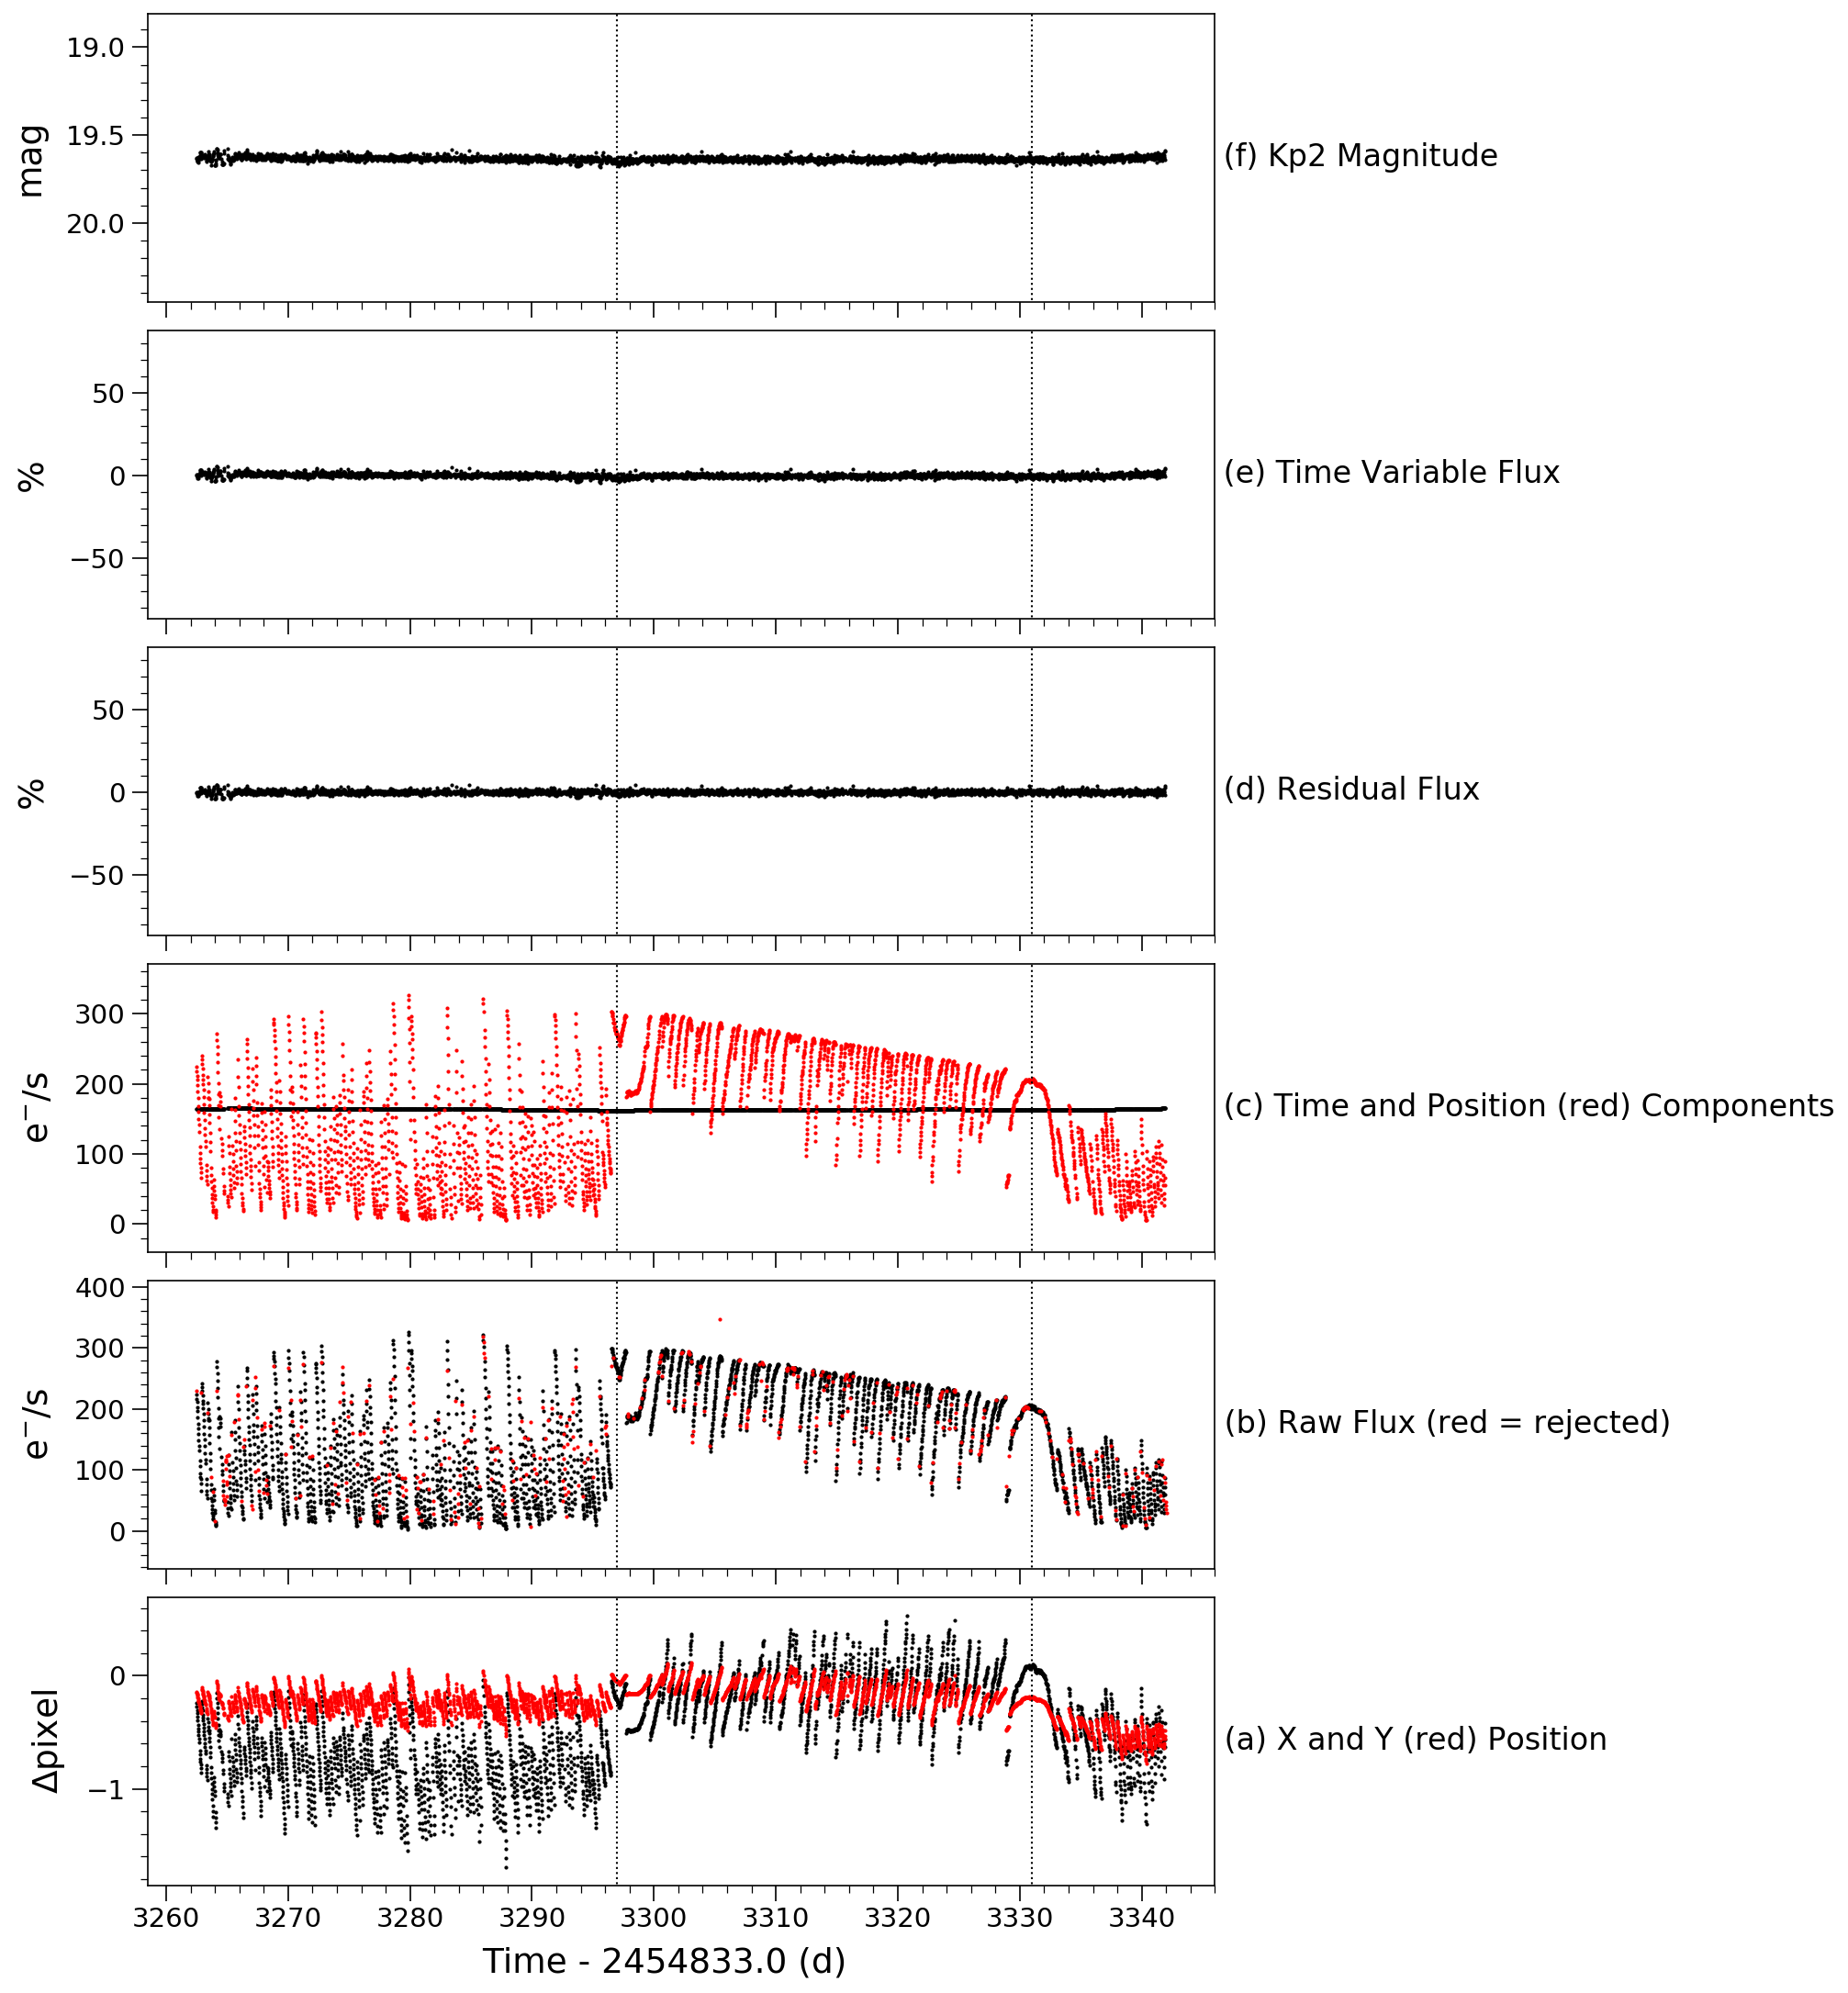 19.0
19.5
20.0
mag
(f) Kp2 Magnitude
50
0
−50
%
(e) Time Variable Flux
50
0
−50
%
(d) Residual Flux
300
200
100
0
e⁻/s
(c) Time and Position (red) Components
400
300
200
100
0
e⁻/s
(b) Raw Flux (red = rejected)
0
−1
Δpixel
(a) X and Y (red) Position
3260 3270 3280 3290 3300 3310 3320 3330 3340
Time - 2454833.0 (d)